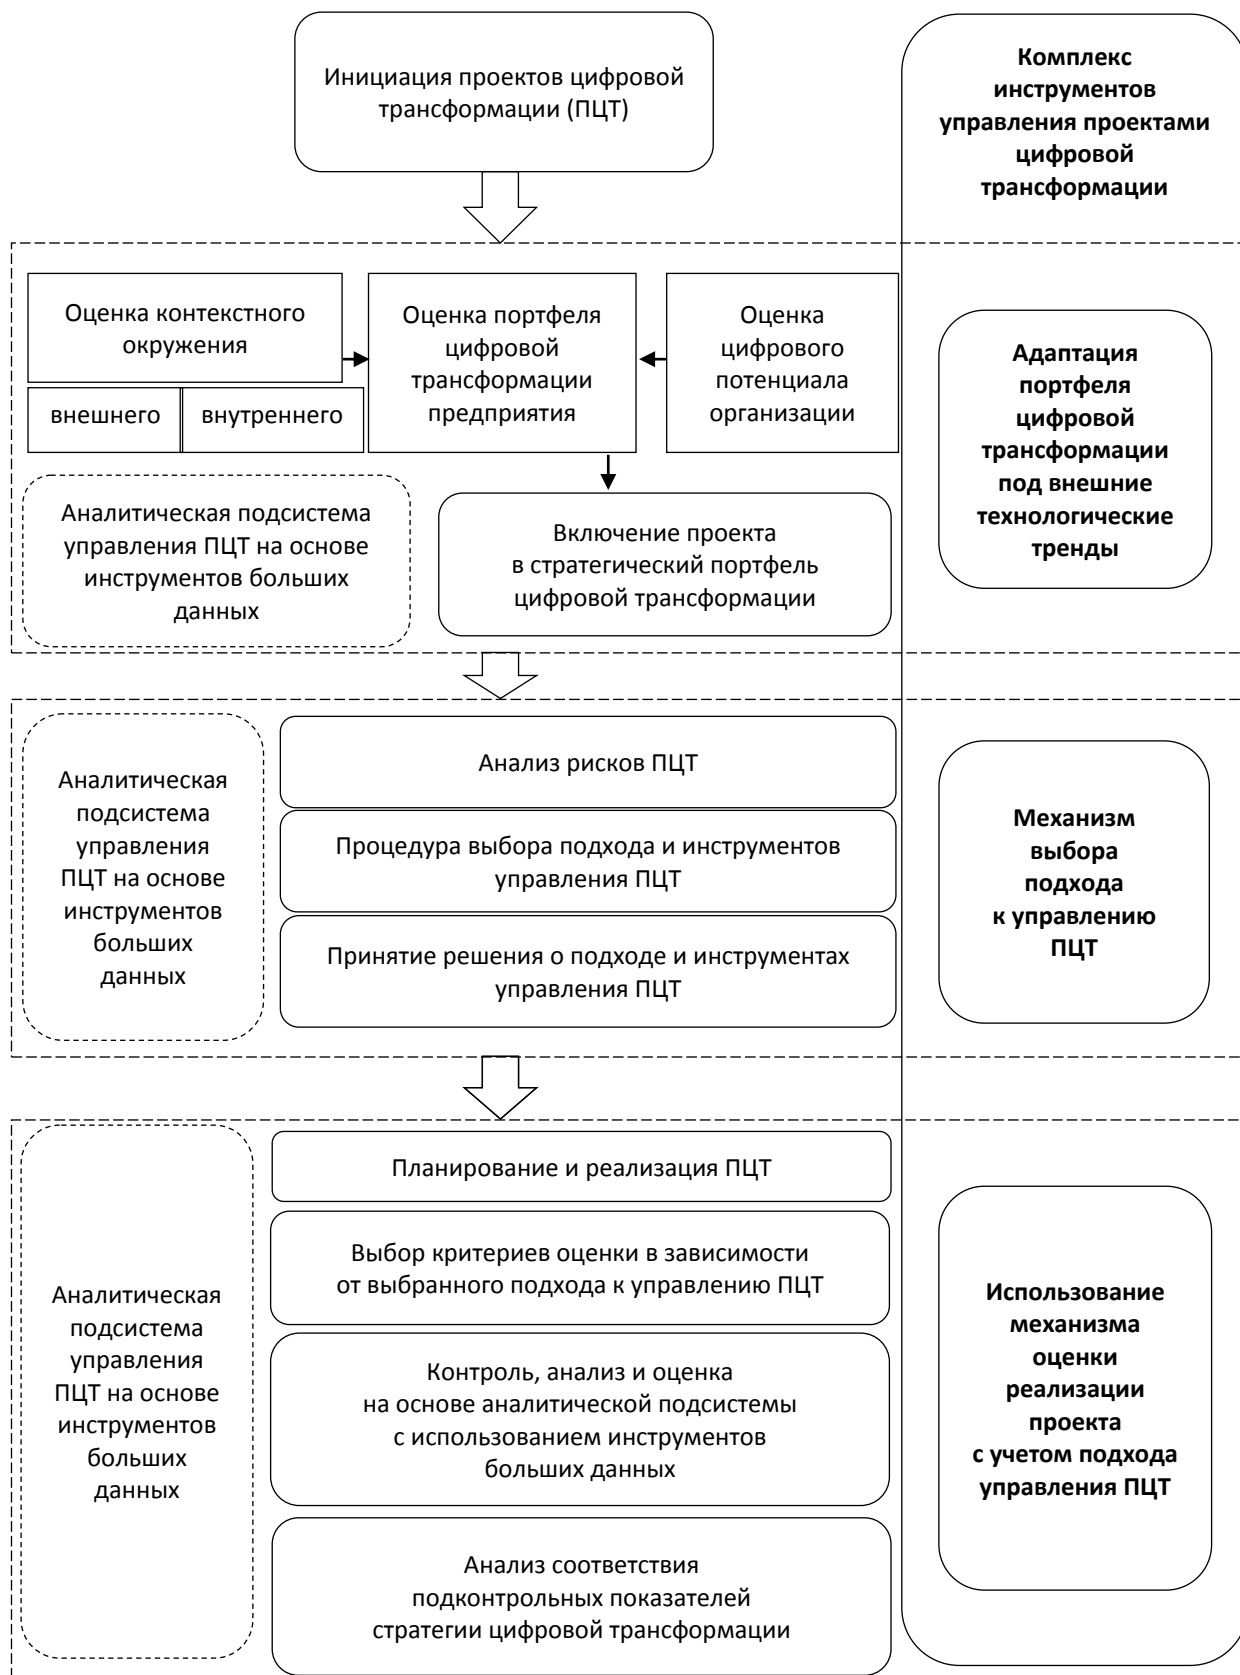 Инициация проектов цифровой
трансформации (ПЦТ)
Комплекс
инструментов
управления проектами
цифровой
трансформации
Оценка контекстного
окружения
внешнего
внутреннего
Оценка портфеля
цифровой
трансформации
предприятия
Оценка
цифрового
потенциала
организации
Адаптация
портфеля
цифровой
трансформации
под внешние
технологические
тренды
Аналитическая подсистема
управления ПЦТ на основе
инструментов больших
данных
Включение проекта
в стратегический портфель
цифровой трансформации
Аналитическая
подсистема
управления
ПЦТ на основе
инструментов
больших
данных
Анализ рисков ПЦТ
Процедура выбора подхода и инструментов
управления ПЦТ
Принятие решения о подходе и инструментах
управления ПЦТ
Механизм
выбора
подхода
к управлению
ПЦТ
Аналитическая
подсистема
управления
ПЦТ на основе
инструментов
больших
данных
Планирование и реализация ПЦТ
Выбор критериев оценки в зависимости
от выбранного подхода к управлению ПЦТ
Контроль, анализ и оценка
на основе аналитической подсистемы
с использованием инструментов
больших данных
Анализ соответствия
подконтрольных показателей
стратегии цифровой трансформации
Использование
механизма
оценки
реализации
проекта
с учетом подхода
управления ПЦТ